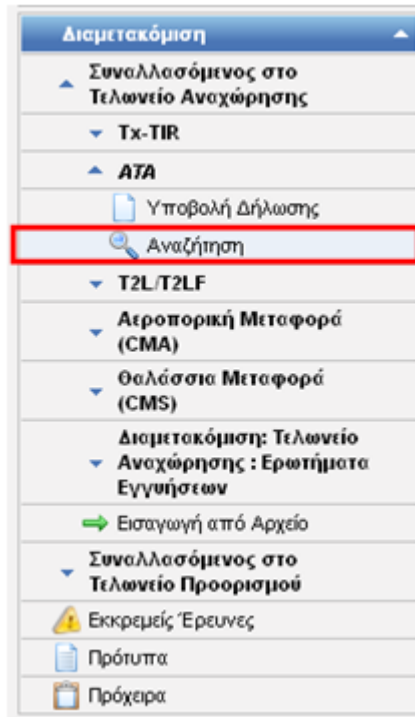 Διαμετακόμιση
Συναλλασόμενος στο
Τελωνείο Αναχώρησης
Tx-TIR
ATA
Υποβολή Δήλωσης
Αναζήτηση
T2L/T2LF
Αεροπορική Μεταφορά
(CMA)
Θαλάσσια Μεταφορά
(CMS)
Διαμετακόμιση: Τελωνείο
Αναχώρησης : Ερωτήματα
Εγγυήσεων
Εισαγωγή από Αρχείο
Συναλλασόμενος στο
Τελωνείο Προορισμού
Εκκρεμείς Έρευνες
Πρότυπα
Πρόχειρα